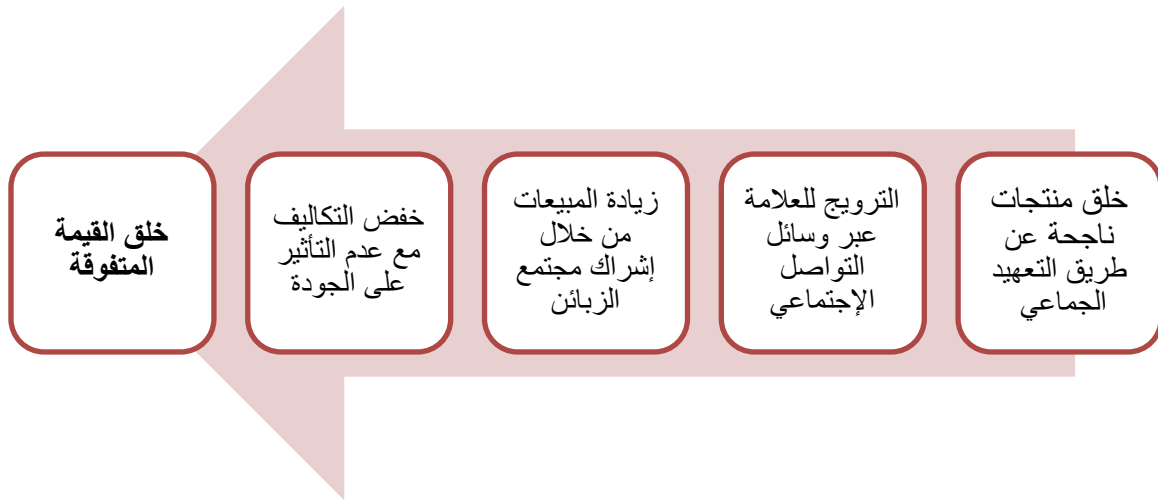 خلق منتجات
ناجحة عن
طريق التعهيد
الجماعي
الترويج للعلامة
عبر وسائل
التواصل
الإجتماعي
زيادة المبيعات
من خلال
إشراك مجتمع
الزبائن
خفض التكاليف
مع عدم التأثير
على الجودة
خلق القيمة
المتفوقة